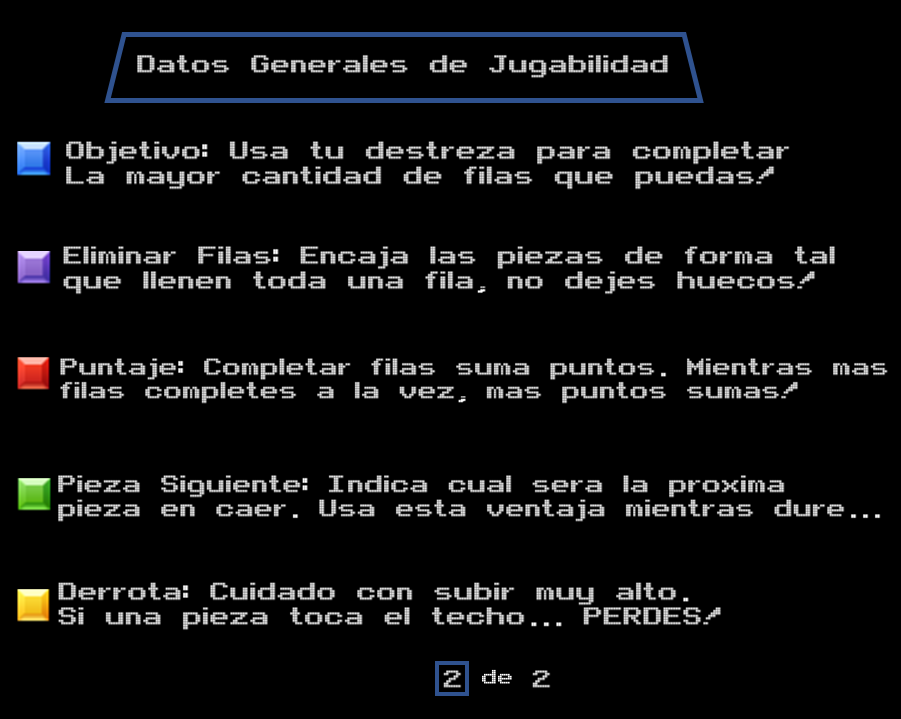 Datos Generales de Jugabilidad
Objetivo: Usa tu destreza para completar
La mayor cantidad de filas que puedas!
Eliminar Filas: Encaja las piezas de forma tal
que llenen toda una fila, no dejes huecos!
Puntaje: Completar filas suma puntos. Mientras mas
filas completes a la vez, mas puntos sumas!
Pieza Siguiente: Indica cual sera la proxima
pieza en caer. Usa esta ventaja mientras dure...
Derrota: Cuidado con subir muy alto.
Si una pieza toca el techo... PERDES!
2 de 2